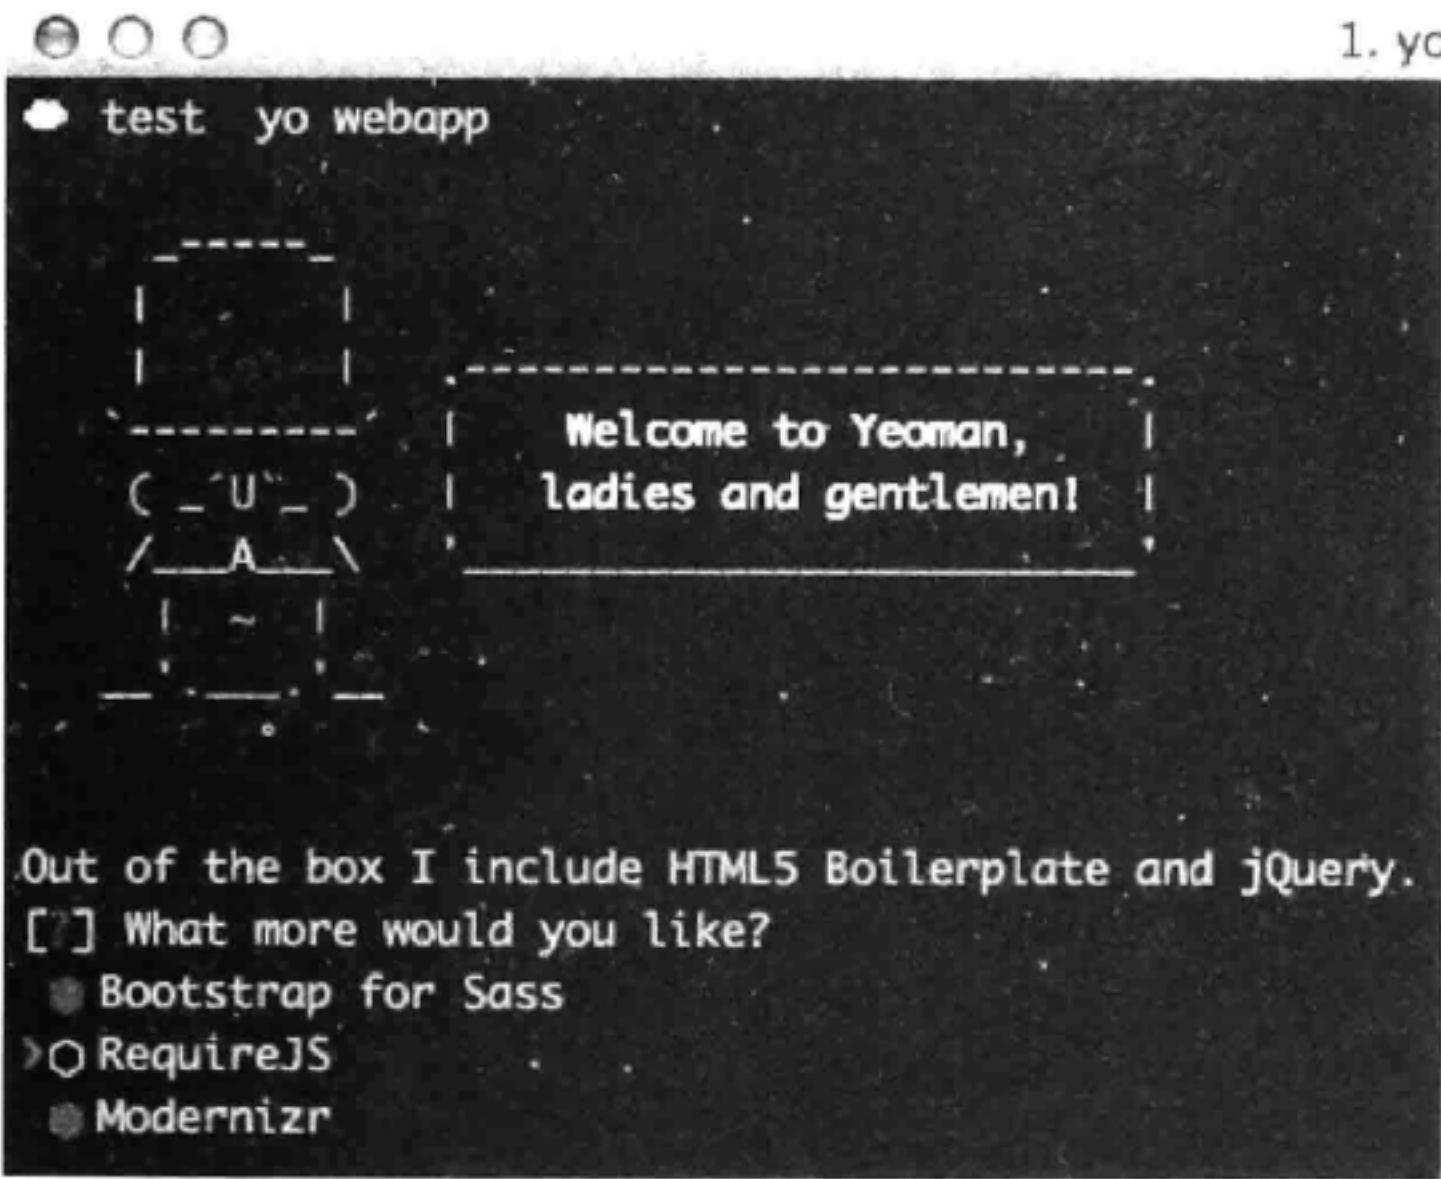 1. yo
test yo webapp
Welcome to Yeoman,
ladies and gentlemen!
Out of the box I include HTML5 Boilerplate and jQuery.
[?] What more would you like?
Bootstrap for Sass
>RequireJS
Modernizr